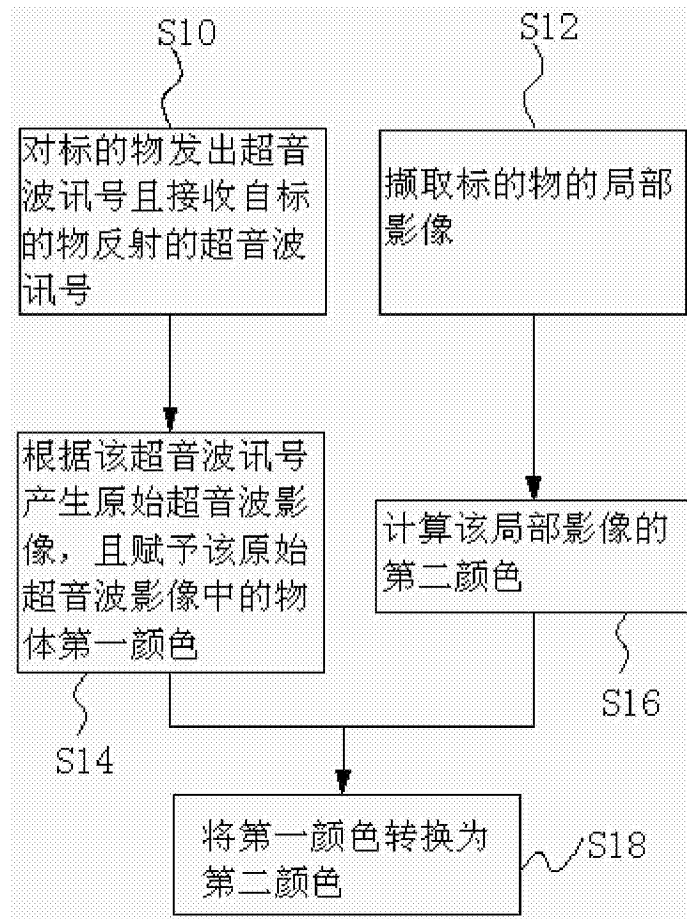 S10
对标的物发出超音
波讯号且接收自标
的物反射的超音波
讯号
S12
撷取标的物的局部
影像
根据该超音波讯号
产生原始超音波影
像，且赋予该原始
超音波影像中的物
体第一颜色
S14
计算该局部影像的
第二颜色
S16
将第一颜色转换为
第二颜色
S18